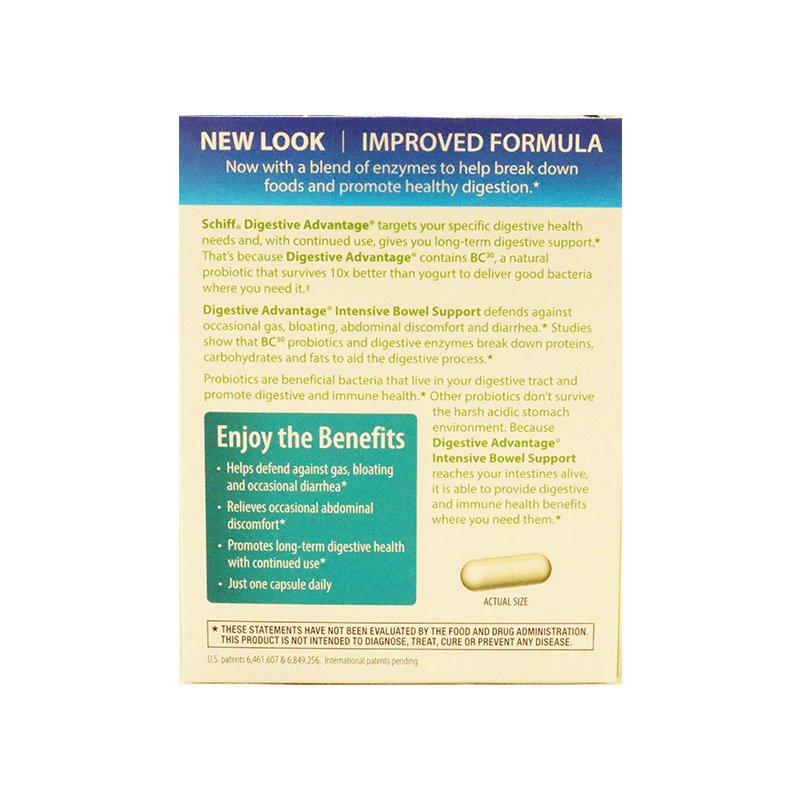 NEW LOOK | IMPROVED FORMULA
Now with a blend of enzymes to help break down
foods and promote healthy digestion.*
Schiff® Digestive Advantage® targets your specific digestive health
needs and, with continued use, gives you long-term digestive support.*
That's because Digestive Advantage® contains BC³⁰, a natural
probiotic that survives 10x better than yogurt to deliver good bacteria
where you need it.‡
Digestive Advantage® Intensive Bowel Support defends against
occasional gas, bloating, abdominal discomfort and diarrhea.* Studies
show that BC³⁰ probiotics and digestive enzymes break down proteins,
carbohydrates and fats to aid the digestive process.*
Probiotics are beneficial bacteria that live in your digestive tract and
promote digestive and immune health.* Other probiotics don't survive
the harsh acidic stomach
environment. Because
Digestive Advantage®
Intensive Bowel Support
reaches your intestines alive,
it is able to provide digestive
and immune health benefits
where you need them.*
Enjoy the Benefits
• Helps defend against gas, bloating
and occasional diarrhea*
• Relieves occasional abdominal
discomfort*
• Promotes long-term digestive health
with continued use*
• Just one capsule daily
ACTUAL SIZE
* THESE STATEMENTS HAVE NOT BEEN EVALUATED BY THE FOOD AND DRUG ADMINISTRATION.
THIS PRODUCT IS NOT INTENDED TO DIAGNOSE, TREAT, CURE OR PREVENT ANY DISEASE.
U.S. patents 6,461,607 & 6,849,256. International patents pending.